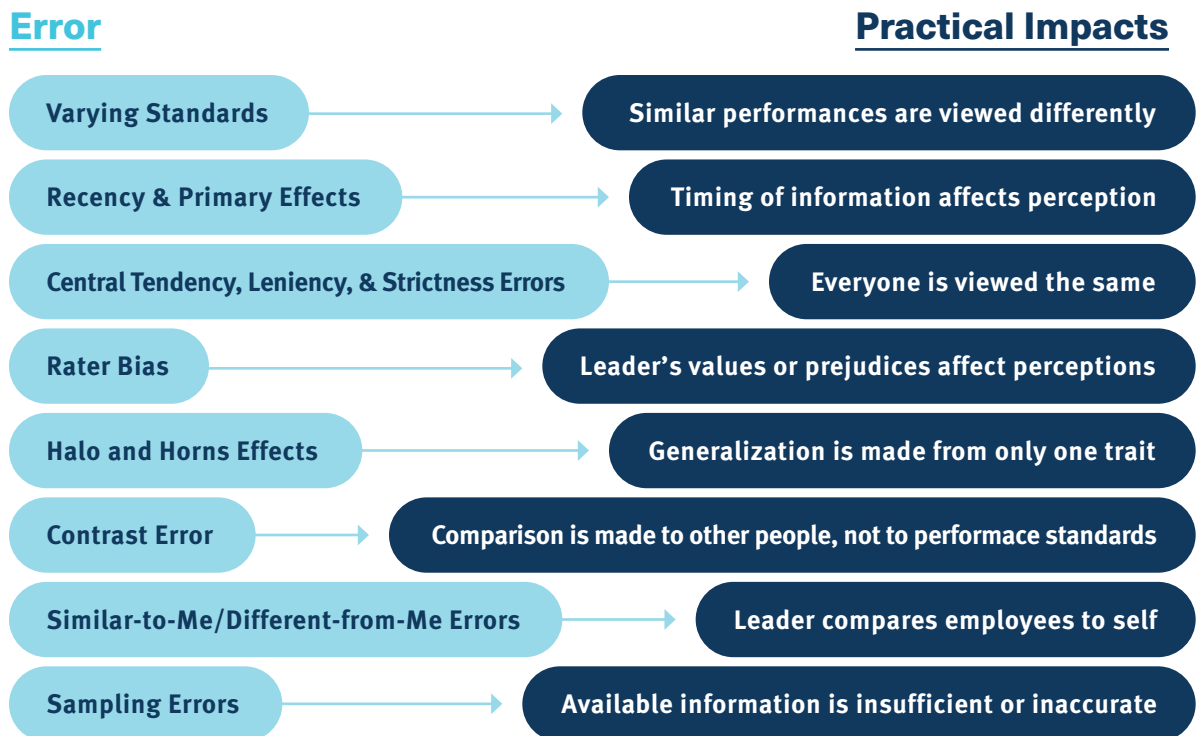 Error
Practical Impacts
Varying Standards
Similar performances are viewed differently
Recency & Primary Effects
Timing of information affects perception
Central Tendency, Leniency, & Strictness Errors
Everyone is viewed the same
Rater Bias
Leader's values or prejudices affect perceptions
Halo and Horns Effects
Generalization is made from only one trait
Contrast Error
Comparison is made to other people, not to performace standards
Similar-to-Me/Different-from-Me Errors
Leader compares employees to self
Sampling Errors
Available information is insufficient or inaccurate